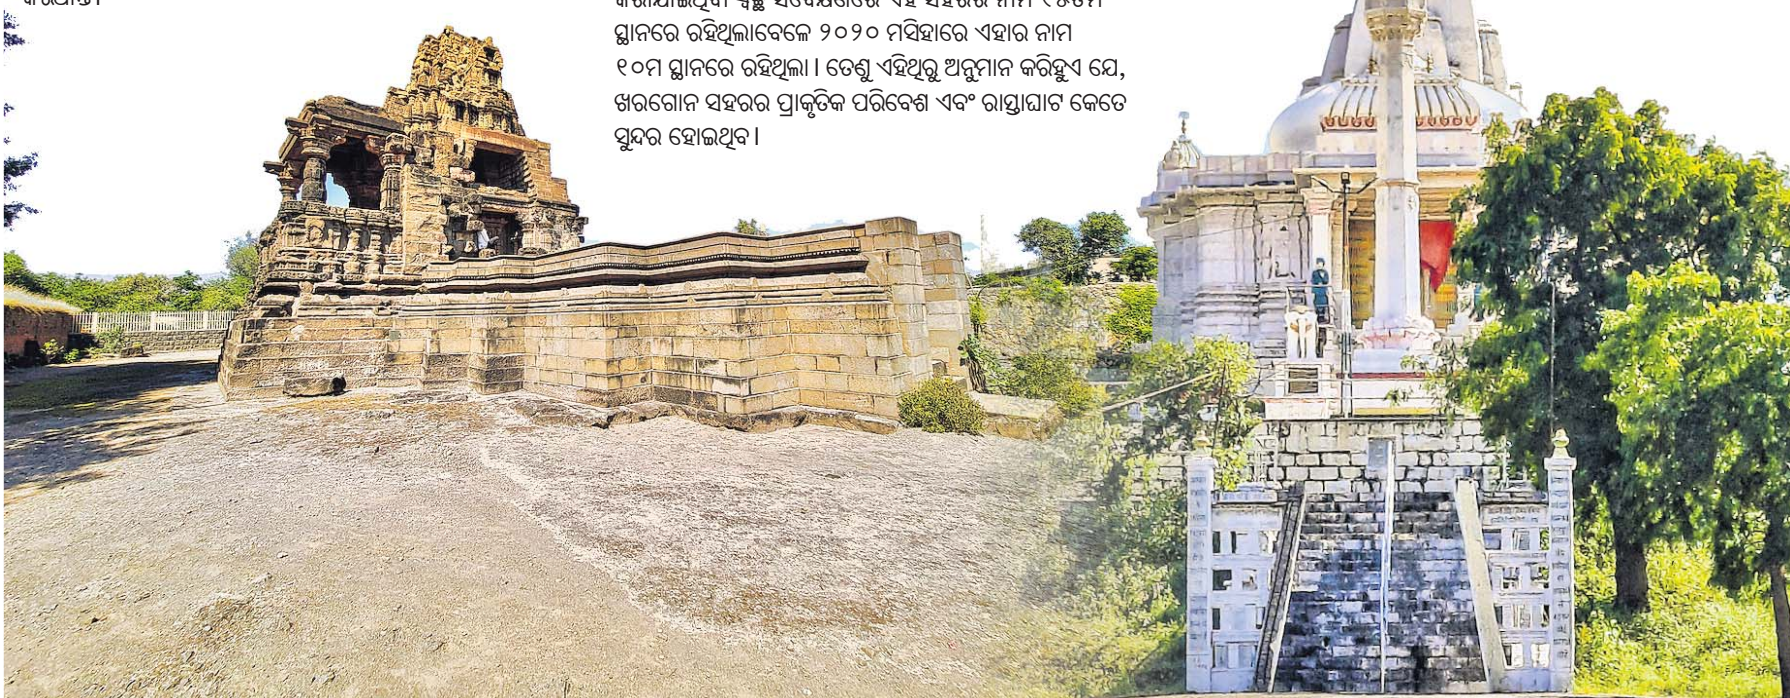 ସ୍ଥାନରେ ରହିଥିଲାବେଳେ ୨୦୨୦ ମସିହାରେ ଏହାର ନାମ
୧୦ମ ସ୍ଥାନରେ ରହିଥିଲା । ତେଣୁ ଏହିଥିରୁ ଅନୁମାନ କରିହୁଏ ଯେ,
ଖରଗୋନ ସହରର ପ୍ରାକୃତିକ ପରିବେଶ ଏବଂ ରାସ୍ତାଘାଟ କେତେ
ସୁନ୍ଦର ହୋଇଥିବ ।